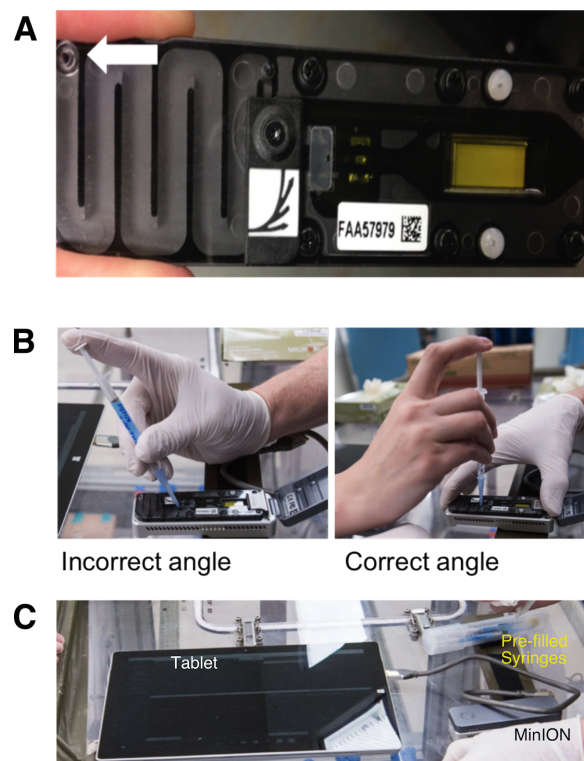 A
FAA57979
B
Incorrect angle
Correct angle
C
Tablet
Pre-filled
Syringes
MinION